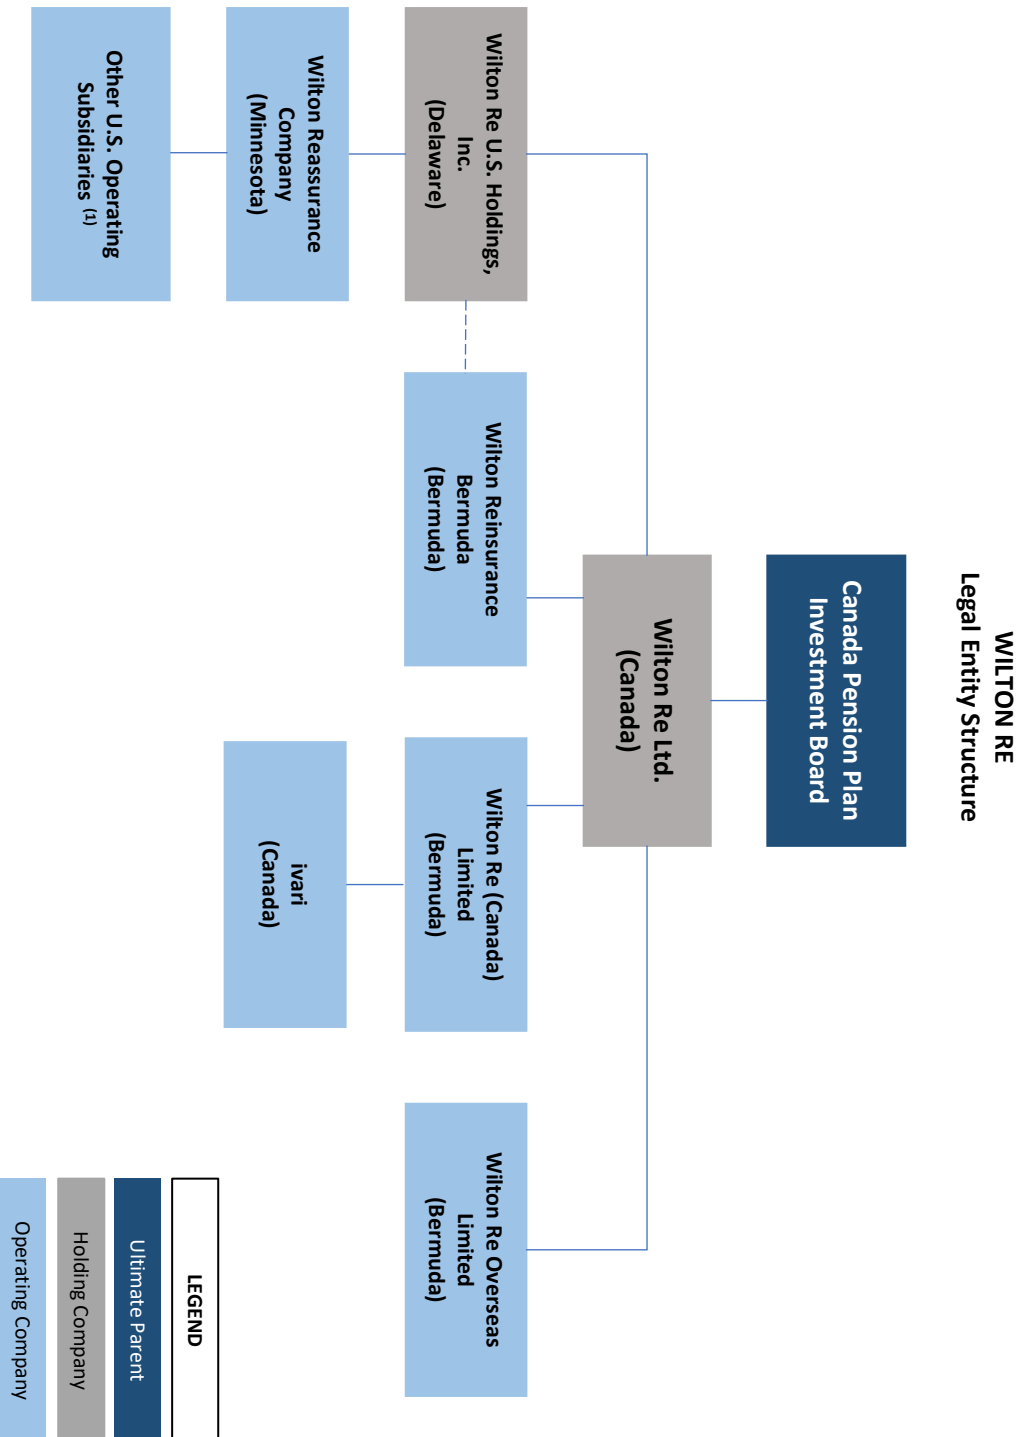 WILTON RE
Legal Entity Structure
Canada Pension Plan
Investment Board
Wilton Re Ltd.
(Canada)
Wilton Re U.S. Holdings,
Inc.
(Delaware)
Wilton Reinsurance
Bermuda
(Bermuda)
Wilton Re (Canada)
Limited
(Bermuda)
Wilton Re Overseas
Limited
(Bermuda)
Wilton Reassurance
Company
(Minnesota)
ivari
(Canada)
Other U.S. Operating
Subsidiaries (1)
LEGEND
Ultimate Parent
Holding Company
Operating Company